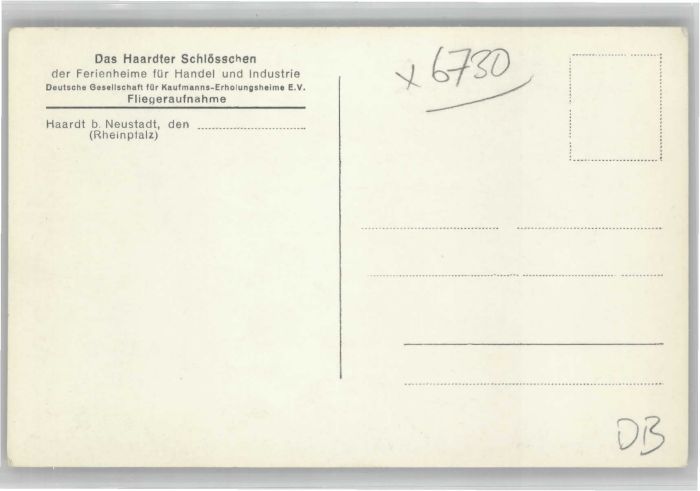 Das Haardter Schlösschen
der Ferienheime für Handel und Industrie
Deutsche Gesellschaft für Kaufmanns-Erholungsheime E.V.
Fliegeraufnahme
Haardt b. Neustadt, den
(Rheinpfalz)
x 6730
DB